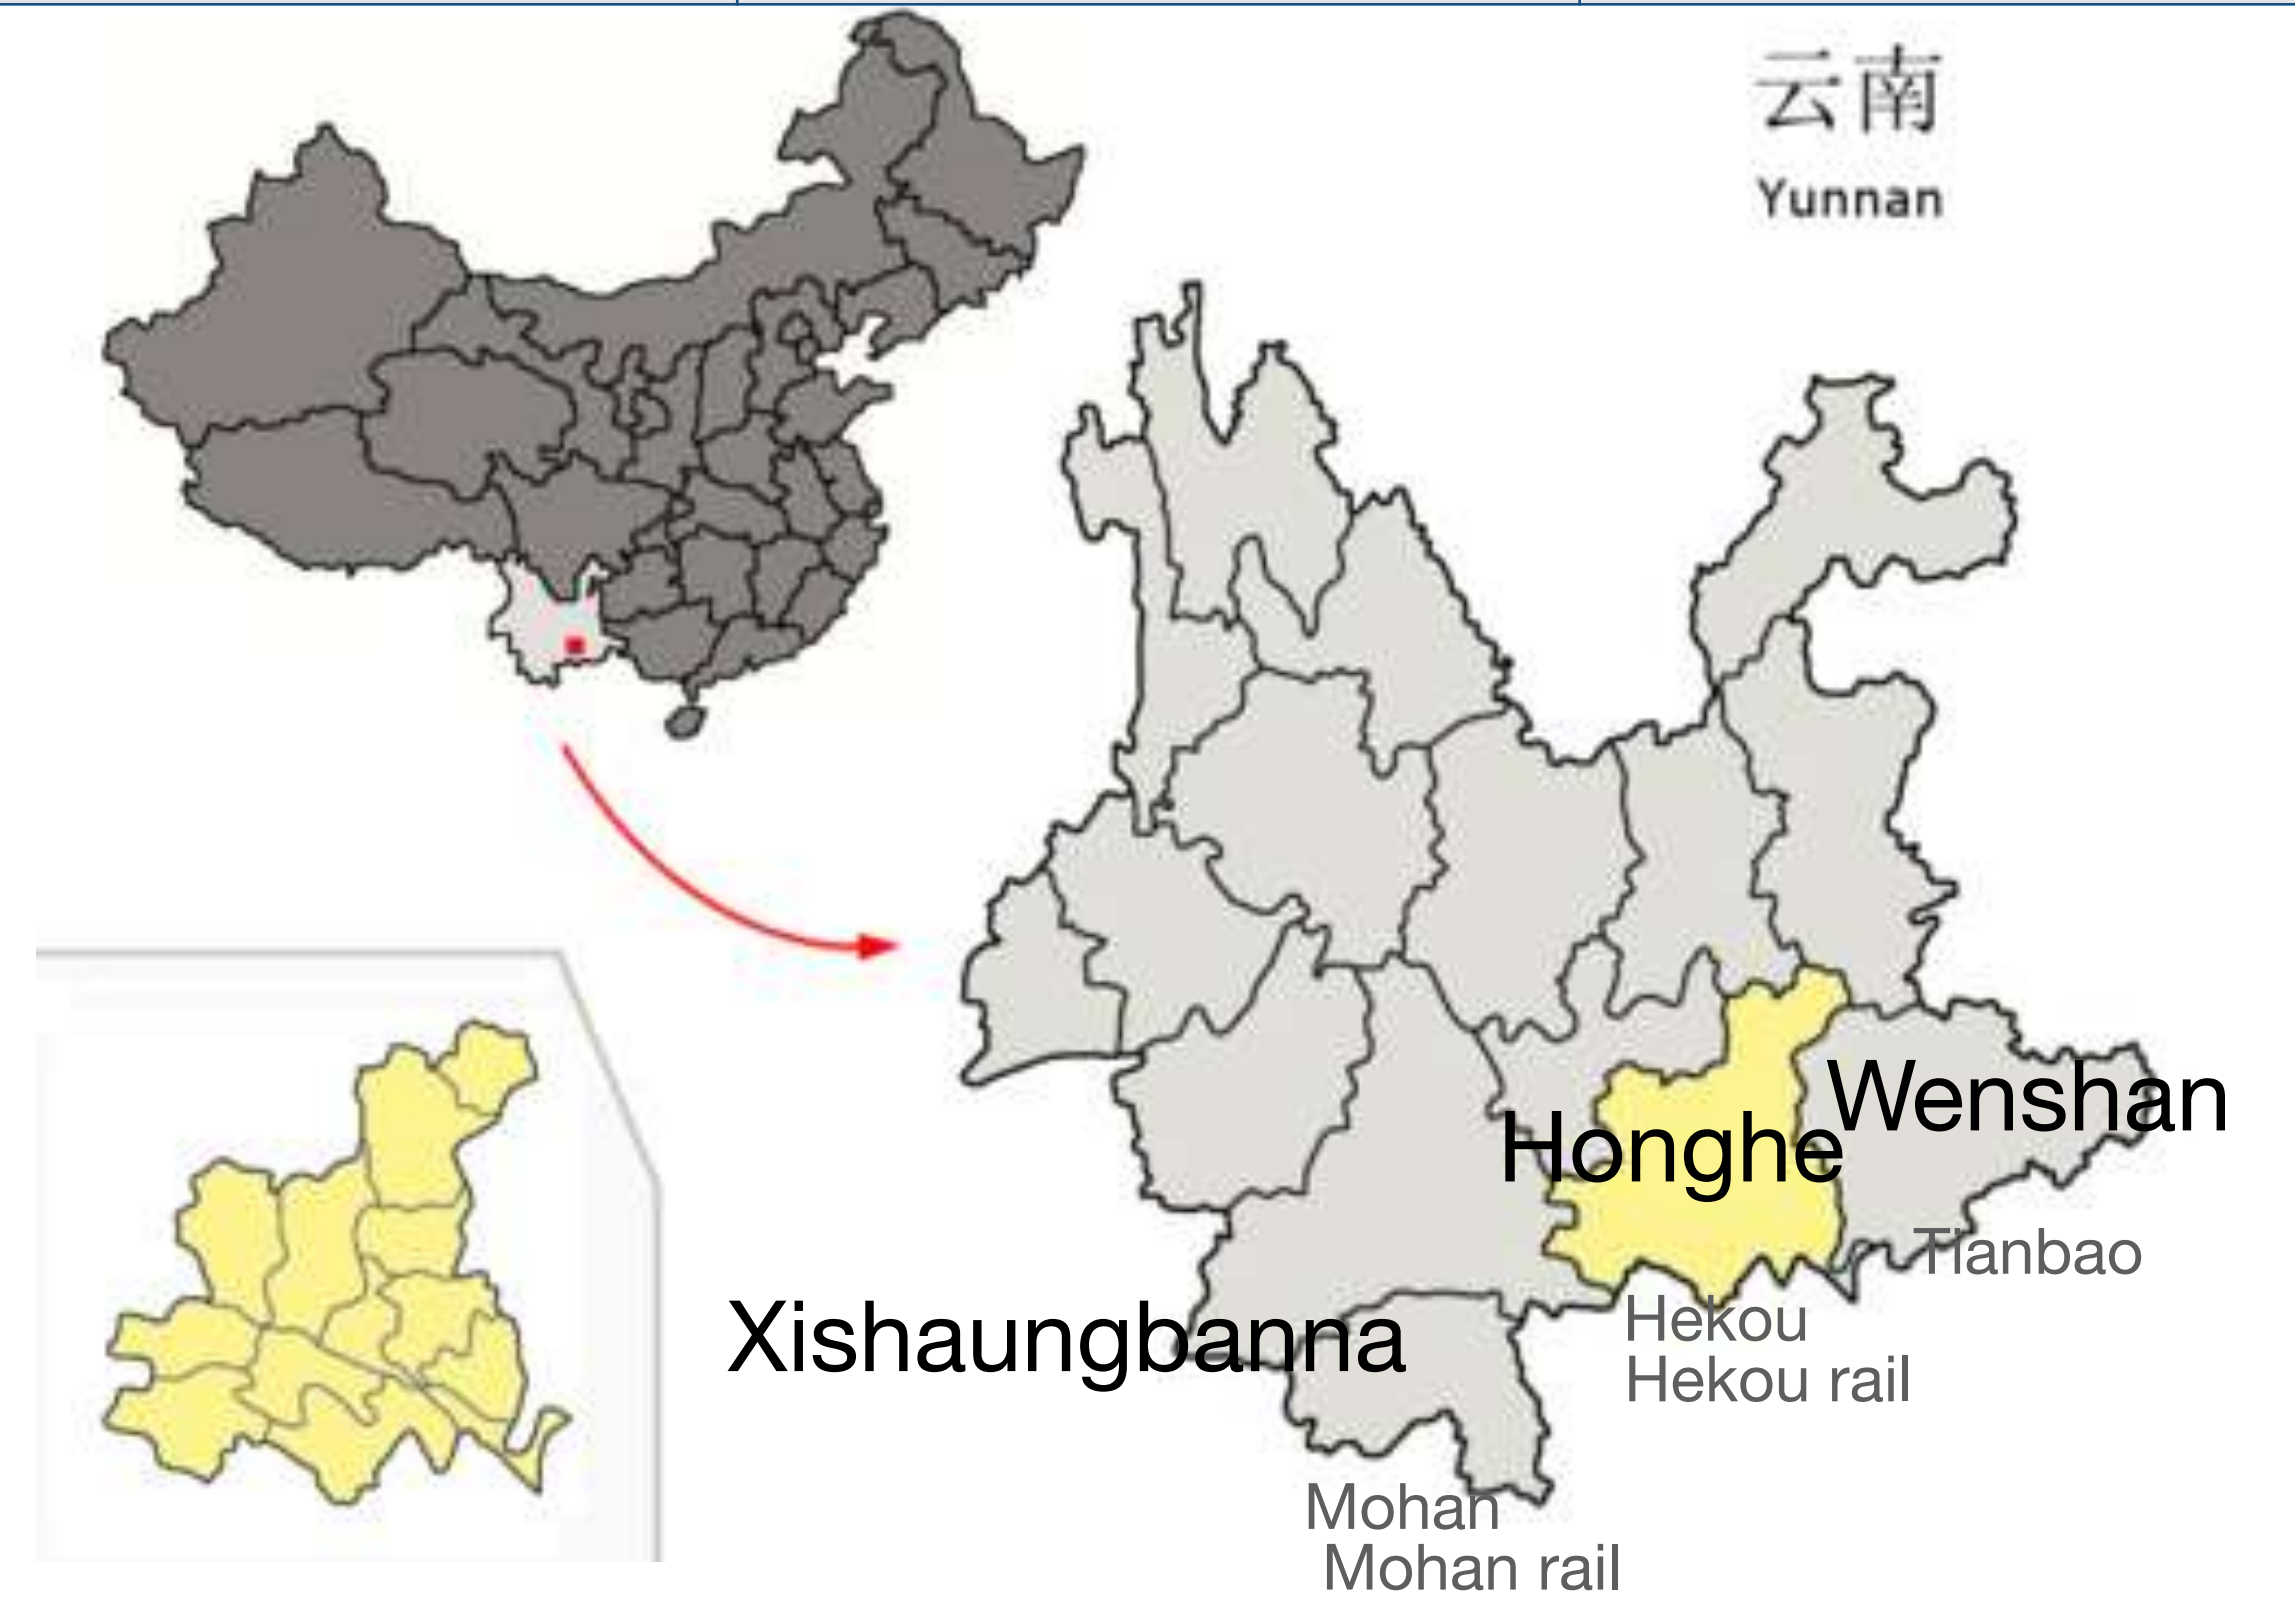 云南
Yunnan
Wenshan
Honghe
Tianbao
Xishaungbanna
Hekou
Hekou rail
Mohan
Mohan rail